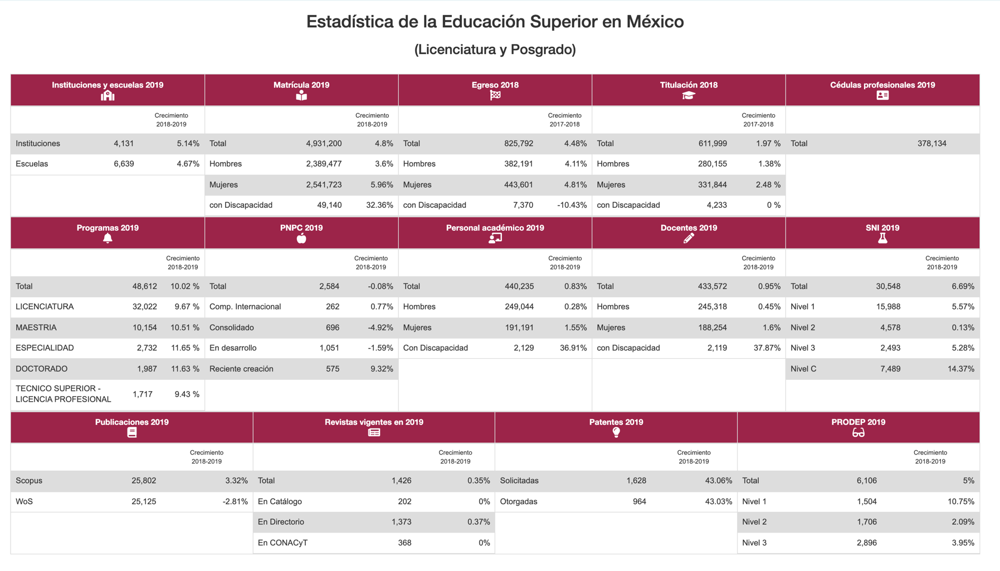 Estadística de la Educación Superior en México
(Licenciatura y Posgrado)
Instituciones y escuelas 2019
Crecimiento
2018-2019
Instituciones 4,131 5.14%
Escuelas 6,639 4.67%
Matrícula 2019
Crecimiento
2018-2019
Total 4,931,200 4.8%
Hombres 2,389,477 3.6%
Mujeres 2,541,723 5.96%
con Discapacidad 49,140 32.36%
Egreso 2018
Crecimiento
2017-2018
Total 825,792 4.48%
Hombres 382,191 4.11%
Mujeres 443,601 4.81%
con Discapacidad 7,370 -10.43%
Titulación 2018
Crecimiento
2017-2018
Total 611,999 1.97 %
Hombres 280,155 1.38%
Mujeres 331,844 2.48 %
con Discapacidad 4,233 0 %
Cédulas profesionales 2019
Total 378,134
Programas 2019
Crecimiento
2018-2019
Total 48,612 10.02 %
LICENCIATURA 32,022 9.67 %
MAESTRIA 10,154 10.51 %
ESPECIALIDAD 2,732 11.65 %
DOCTORADO 1,987 11.63 %
TECNICO SUPERIOR -
LICENCIA PROFESIONAL 1,717 9.43 %
PNPC 2019
Crecimiento
2018-2019
Total 2,584 -0.08%
Comp. Internacional 262 0.77%
Consolidado 696 -4.92%
En desarrollo 1,051 -1.59%
Reciente creación 575 9.32%
Personal académico 2019
Crecimiento
2018-2019
Total 440,235 0.83%
Hombres 249,044 0.28%
Mujeres 191,191 1.55%
Con Discapacidad 2,129 36.91%
Docentes 2019
Crecimiento
2018-2019
Total 433,572 0.95%
Hombres 245,318 0.45%
Mujeres 188,254 1.6%
con Discapacidad 2,119 37.87%
SNI 2019
Crecimiento
2018-2019
Total 30,548 6.69%
Nivel 1 15,988 5.57%
Nivel 2 4,578 0.13%
Nivel 3 2,493 5.28%
Nivel C 7,489 14.37%
Publicaciones 2019
Crecimiento
2018-2019
Scopus 25,802 3.32%
WoS 25,125 -2.81%
Revistas vigentes en 2019
Crecimiento
2018-2019
Total 1,426 0.35%
En Catálogo 202 0%
En Directorio 1,373 0.37%
En CONACyT 368 0%
Patentes 2019
Crecimiento
2018-2019
Solicitadas 1,628 43.06%
Otorgadas 964 43.03%
PRODEP 2019
Crecimiento
2018-2019
Total 6,106 5%
Nivel 1 1,504 10.75%
Nivel 2 1,706 2.09%
Nivel 3 2,896 3.95%